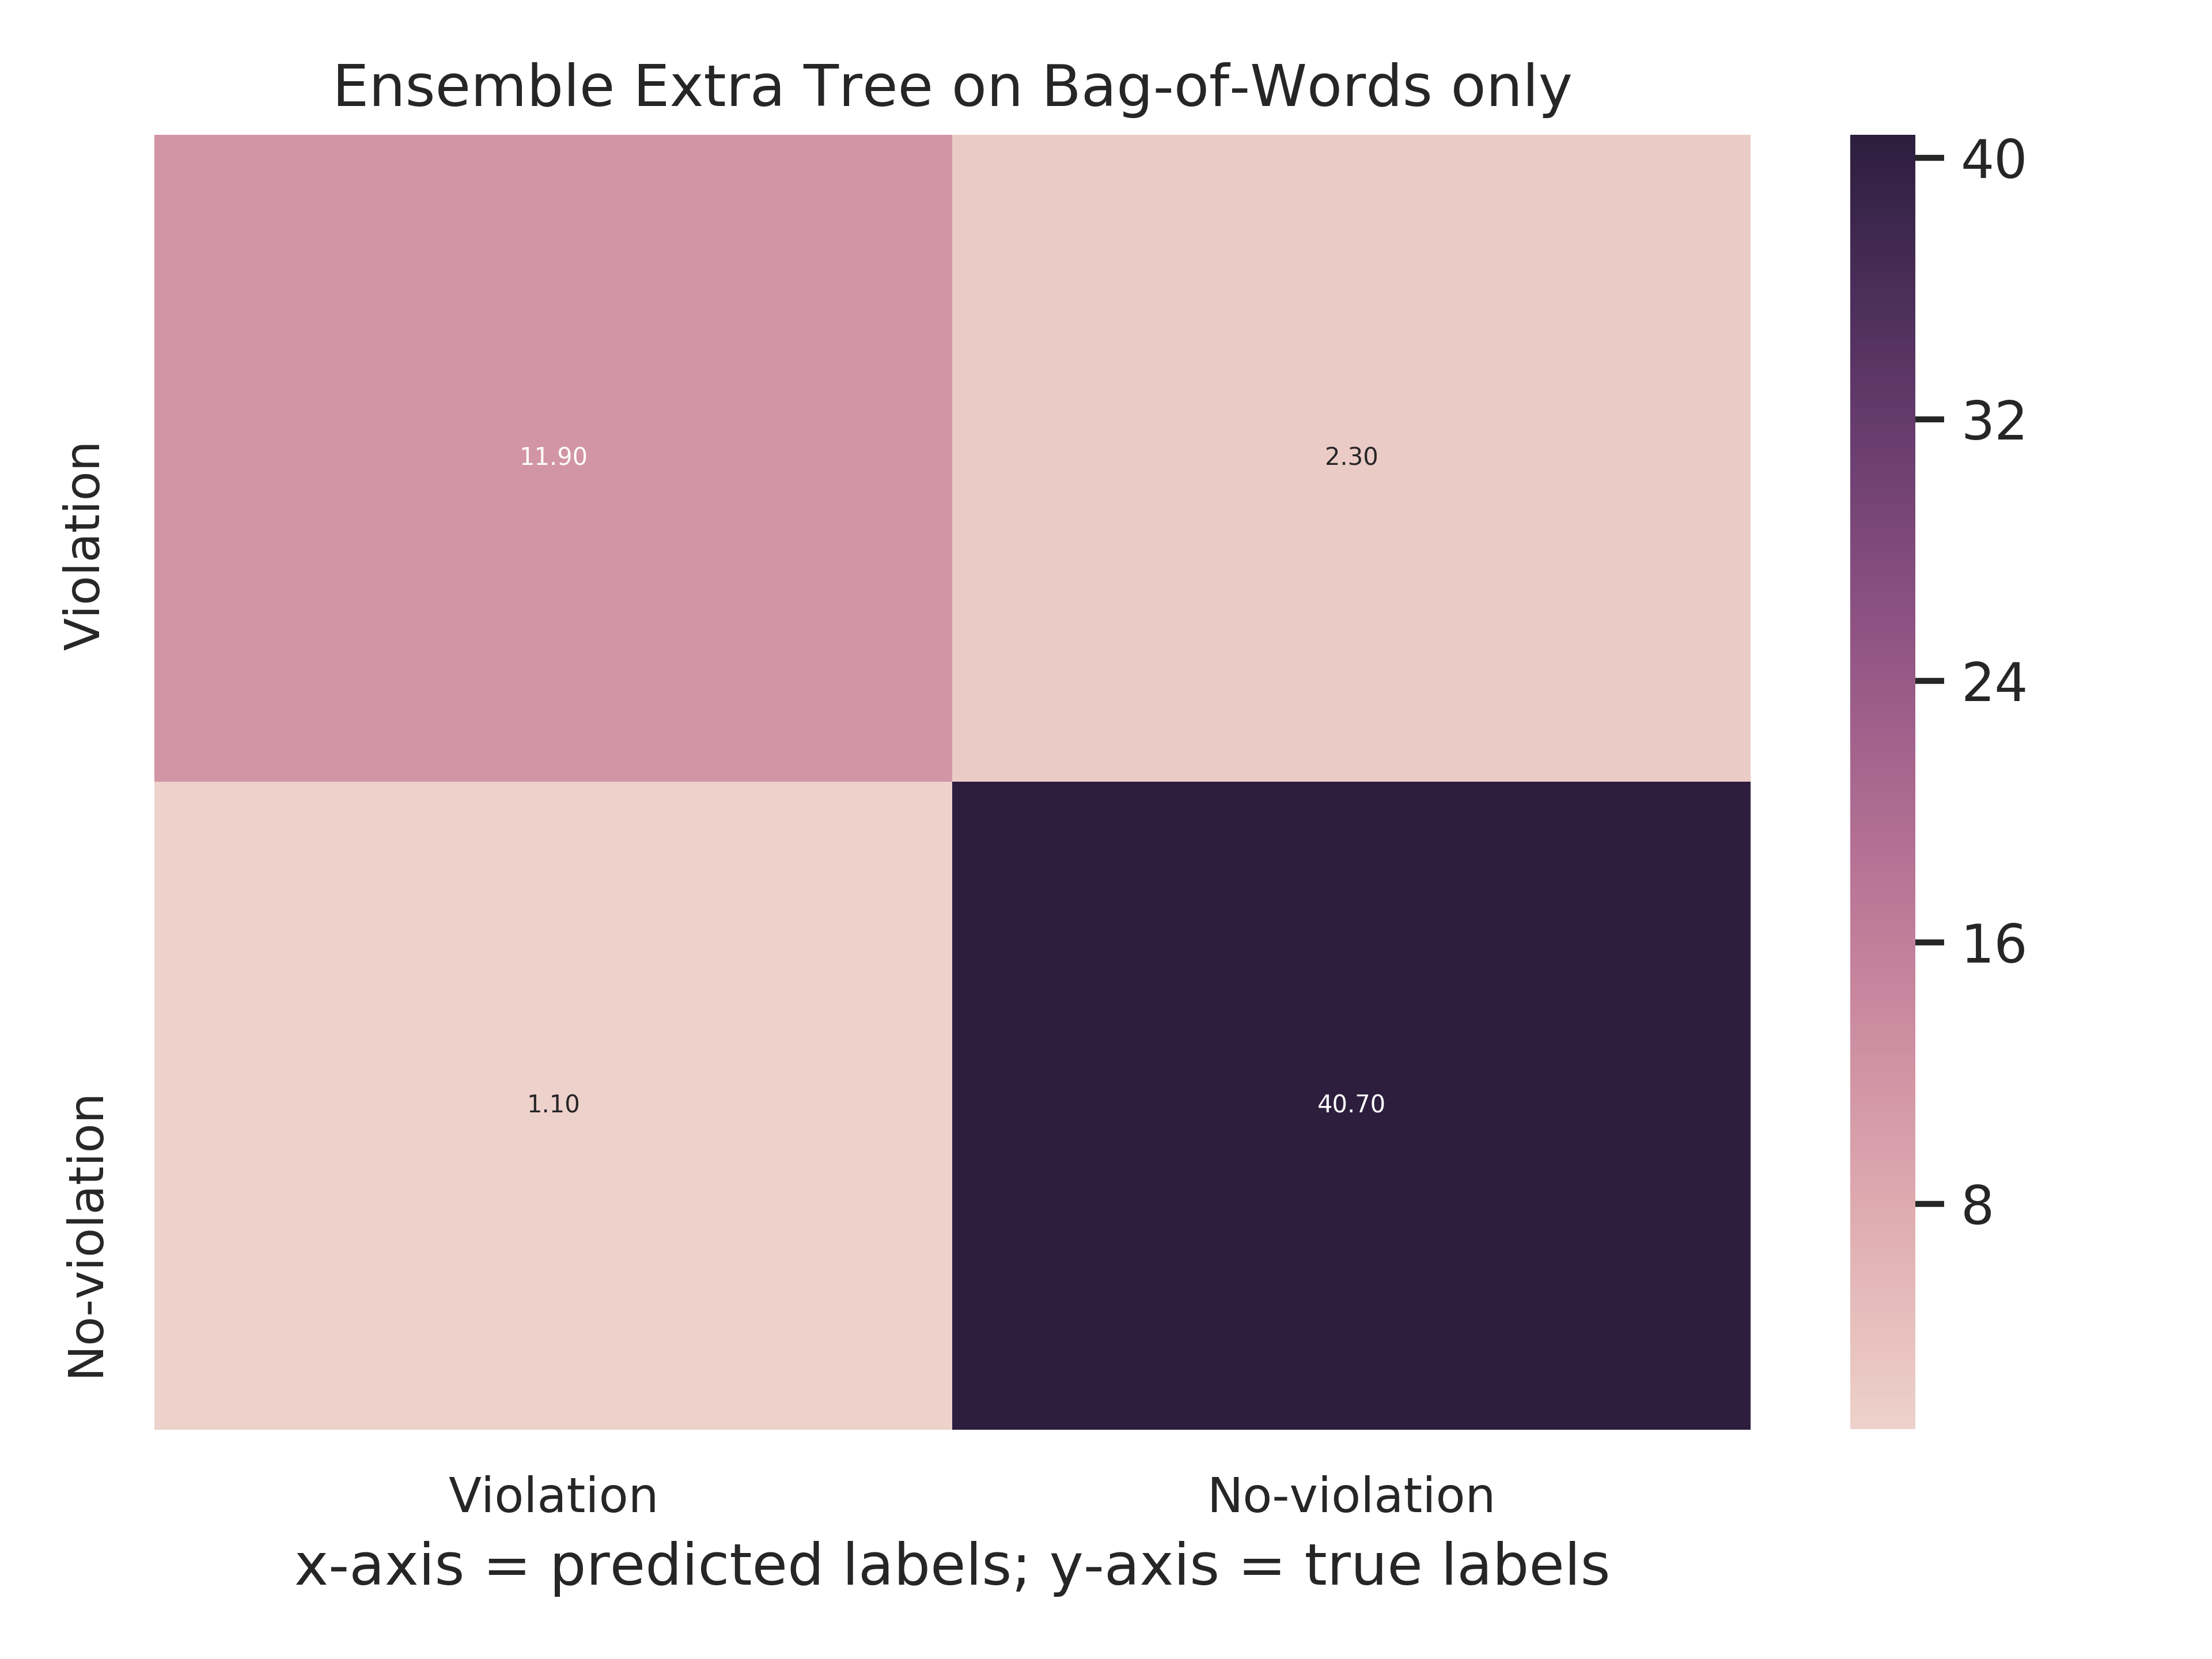 Ensemble Extra Tree on Bag-of-Words only
40
32
24
16
8
Violation
11.90
2.30
No-violation
1.10
40.70
Violation
No-violation
x-axis = predicted labels; y-axis = true labels